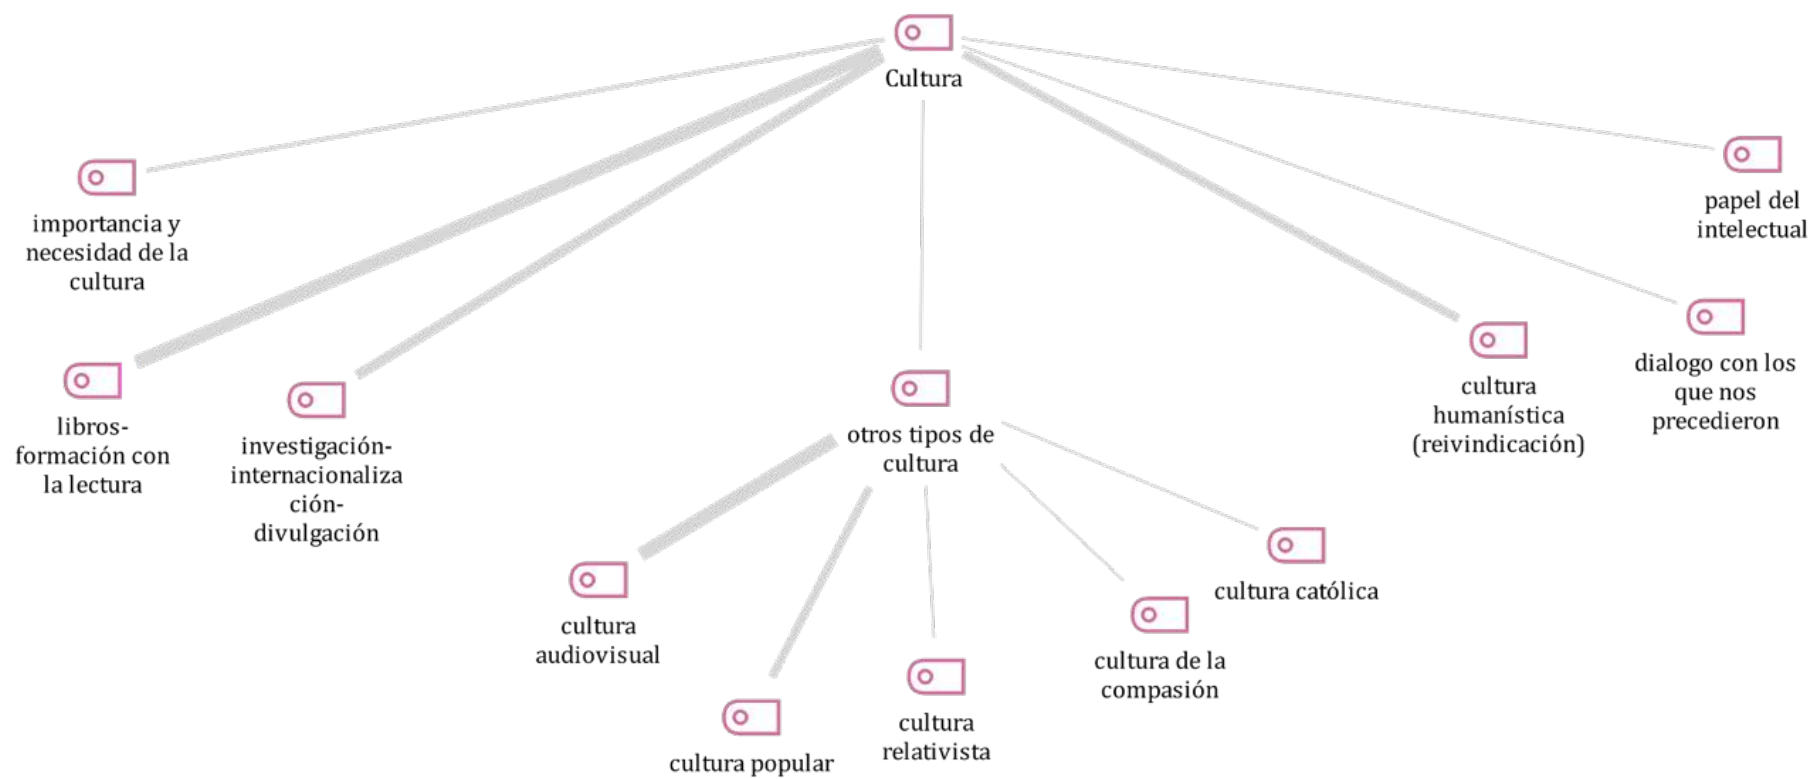 Cultura
importancia y
necesidad de la
cultura
papel del
intelectual
libros-
formación con
la lectura
investigación-
internacionaliza
ción-
divulgación
otros tipos de
cultura
cultura
humanística
(reivindicación)
dialogo con los
que nos
precedieron
cultura
audiovisual
cultura popular
cultura
relativista
cultura de la
compasión
cultura católica